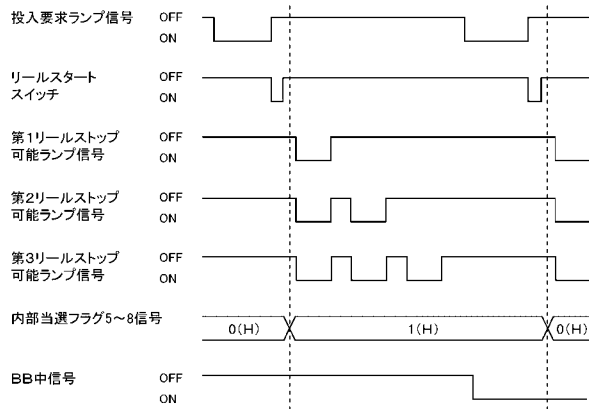 投入要求ランプ信号 OFF
ON
リールスタート OFF
スイッチ ON
第1リールストップ OFF
可能ランプ信号 ON
第2リールストップ OFF
可能ランプ信号 ON
第3リールストップ OFF
可能ランプ信号 ON
内部当選フラグ5～8信号 0(H) 1(H) 0(H)
BB中信号 OFF
ON